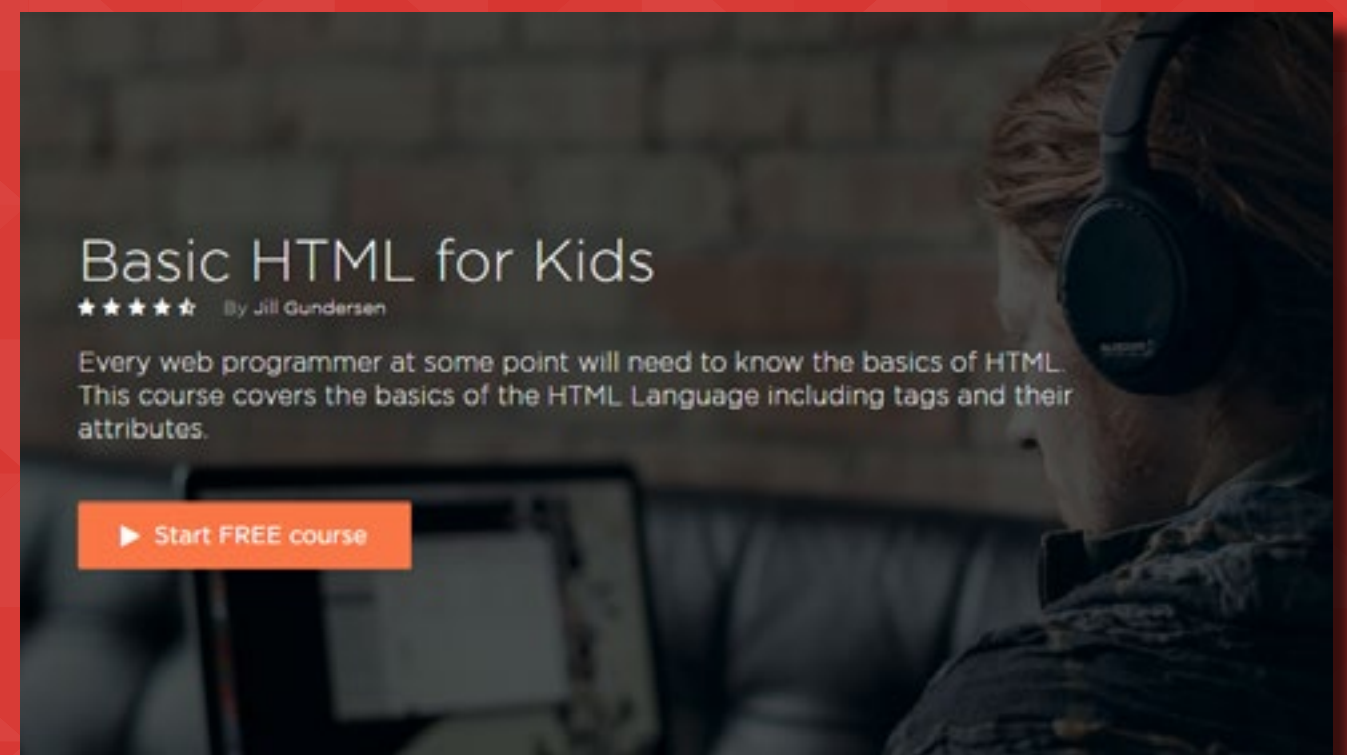 Basic HTML for Kids
By Jill Gundersen
Every web programmer at some point will need to know the basics of HTML.
This course covers the basics of the HTML Language including tags and their
attributes.
Start FREE course